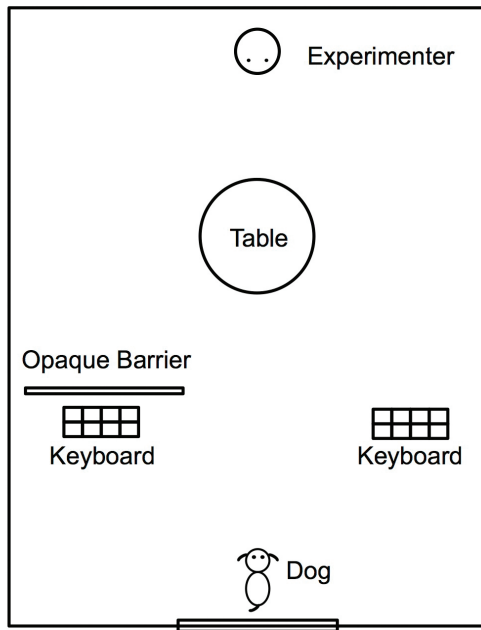 Experimenter
Table
Opaque Barrier
Keyboard
Keyboard
Dog